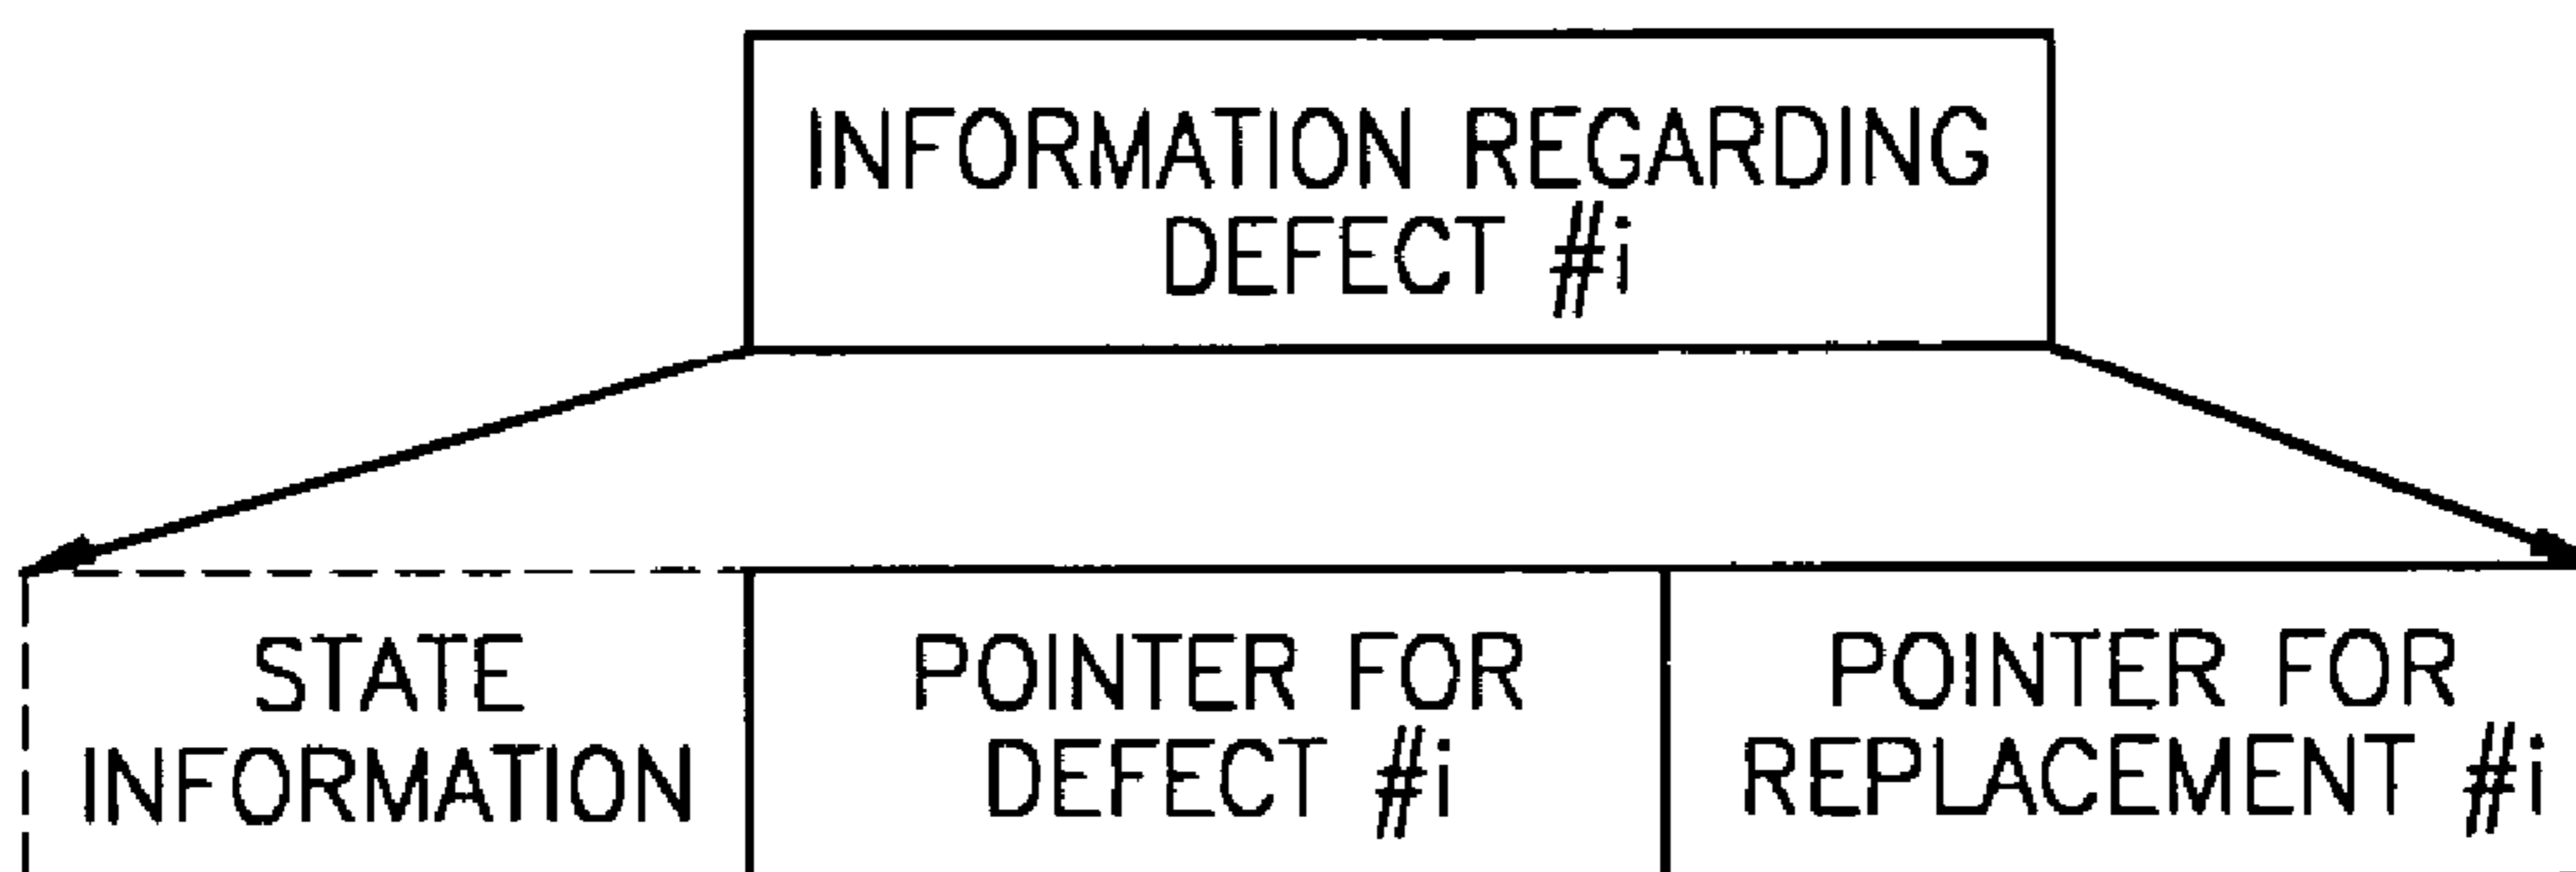 INFORMATION REGARDING
DEFECT #i
STATE
INFORMATION
POINTER FOR
DEFECT #i
POINTER FOR
REPLACEMENT #i